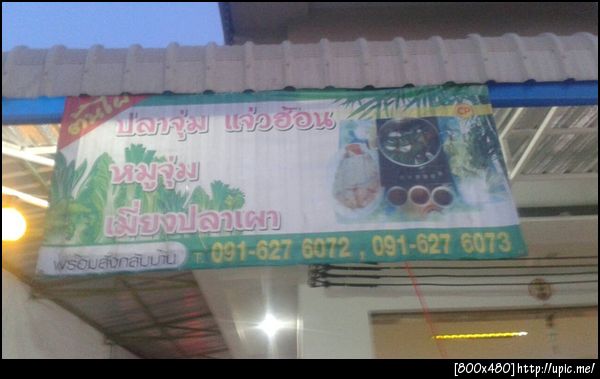 ต้นไผ่
ปลาจุ่ม แจ่วฮ้อน
CP
หมูจุ่ม
เมี่ยงปลาเผา
พร้อมส่งกลับบ้าน T. 091-627 6072 , 091-627 6073
[800x480] http://upic.me/